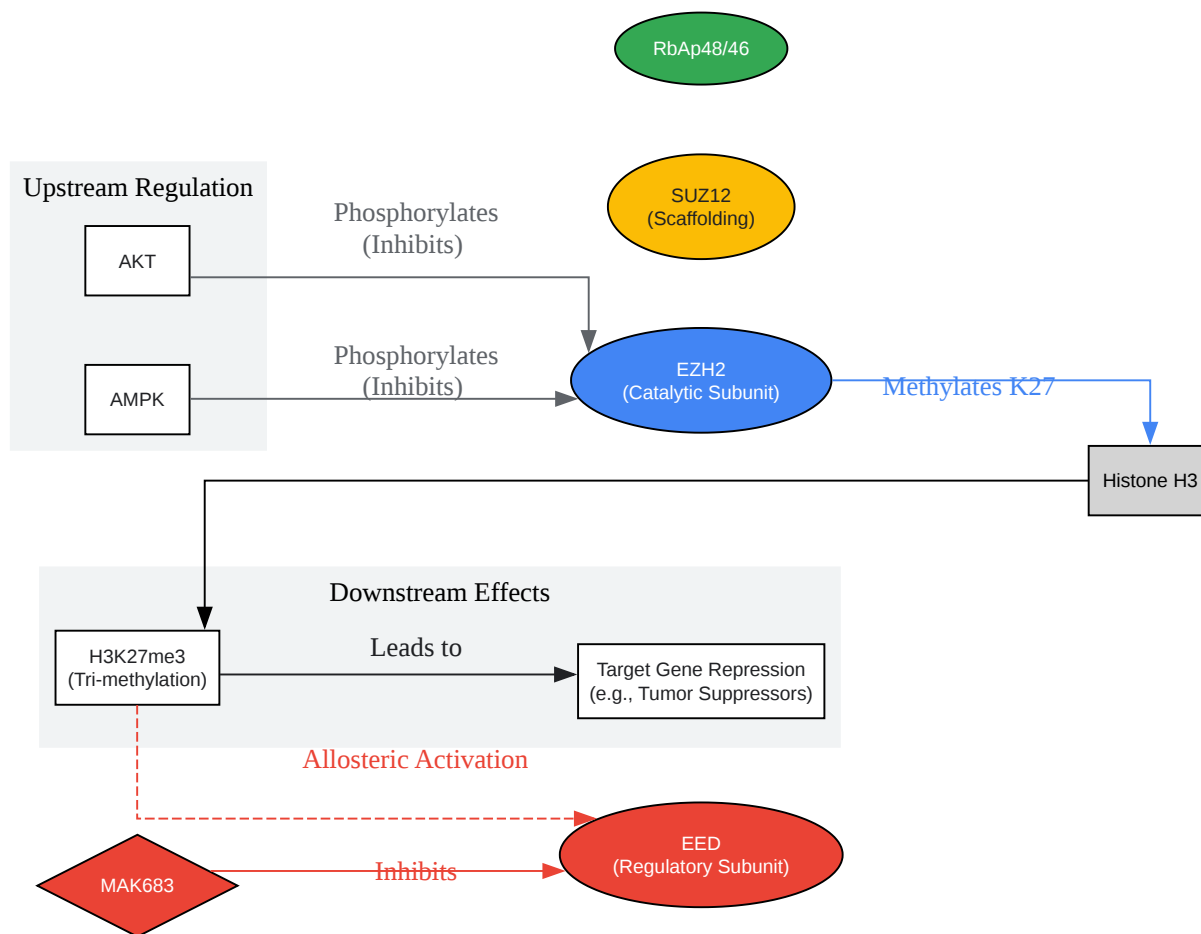 RbAp48/46
SUZ12
(Scaffolding)
Upstream Regulation
AKT
Phosphorylates
(Inhibits)
AMPK
Phosphorylates
(Inhibits)
EZH2
(Catalytic Subunit)
Methylates K27
Histone H3
Downstream Effects
H3K27me3
(Tri-methylation)
Leads to
Target Gene Repression
(e.g., Tumor Suppressors)
Allosteric Activation
MAK683
Inhibits
EED
(Regulatory Subunit)